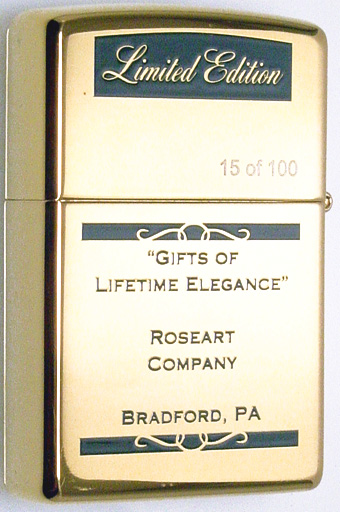 Limited Edition
15 of 100
“GIFTS OF
LIFETIME ELEGANCE”
ROSEART
COMPANY
BRADFORD, PA